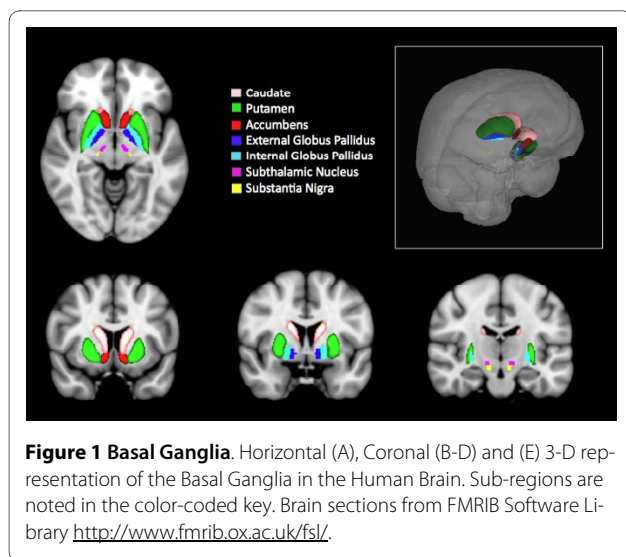 Caudate
Putamen
Accumbens
External Globus Pallidus
Internal Globus Pallidus
Subthalamic Nucleus
Substantia Nigra
Figure 1 Basal Ganglia. Horizontal (A), Coronal (B-D) and (E) 3-D rep-
resentation of the Basal Ganglia in the Human Brain. Sub-regions are
noted in the color-coded key. Brain sections from FMRIB Software Li-
brary http://www.fmrib.ox.ac.uk/fsl/.